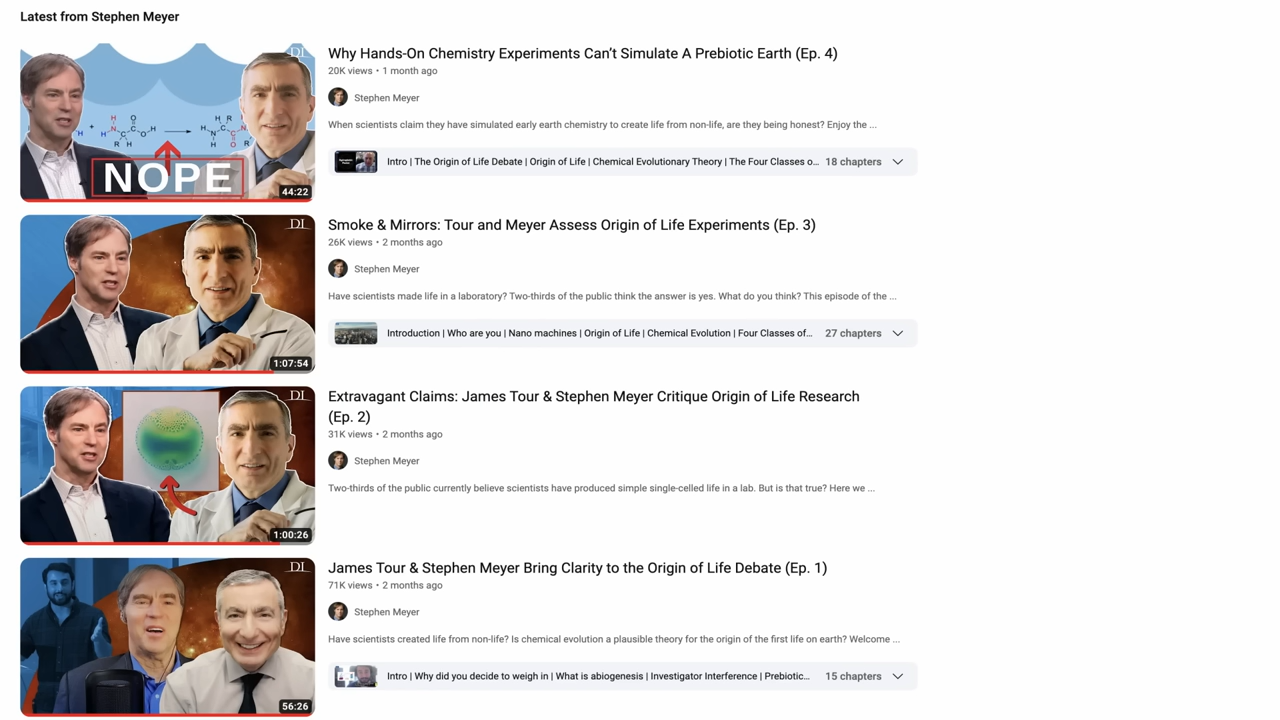 Latest from Stephen Meyer
DI
H
+
H
N
H
O
O
H
R
H
H
N
H
R
C
O
N
R
H
NOPE
44:22
Why Hands-On Chemistry Experiments Can’t Simulate A Prebiotic Earth (Ep. 4)
20K views • 1 month ago
Stephen Meyer
When scientists claim they have simulated early earth chemistry to create life from non-life, are they being honest? Enjoy the ...
Intro | The Origin of Life Debate | Origin of Life | Chemical Evolutionary Theory | The Four Classes o... 18 chapters
DI
1:07:54
Smoke & Mirrors: Tour and Meyer Assess Origin of Life Experiments (Ep. 3)
26K views • 2 months ago
Stephen Meyer
Have scientists made life in a laboratory? Two-thirds of the public think the answer is yes. What do you think? This episode of the ...
Introduction | Who are you | Nano machines | Origin of Life | Chemical Evolution | Four Classes of... 27 chapters
DI
1:00:26
Extravagant Claims: James Tour & Stephen Meyer Critique Origin of Life Research
(Ep. 2)
31K views • 2 months ago
Stephen Meyer
Two-thirds of the public currently believe scientists have produced simple single-celled life in a lab. But is that true? Here we ...
DI
56:26
James Tour & Stephen Meyer Bring Clarity to the Origin of Life Debate (Ep. 1)
71K views • 2 months ago
Stephen Meyer
Have scientists created life from non-life? Is chemical evolution a plausible theory for the origin of the first life on earth? Welcome ...
Intro | Why did you decide to weigh in | What is abiogenesis | Investigator Interference | Prebiotic... 15 chapters